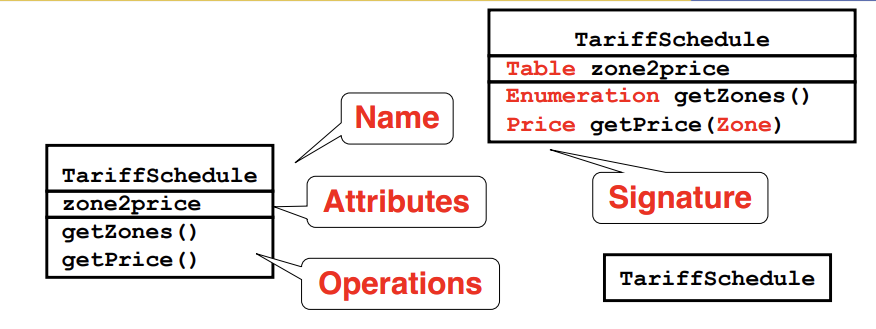 TariffSchedule
Table zone2price
Enumeration getZones()
Price getPrice(Zone)
Name
TariffSchedule
zone2price
getZones()
getPrice()
Attributes
Operations
Signature
TariffSchedule